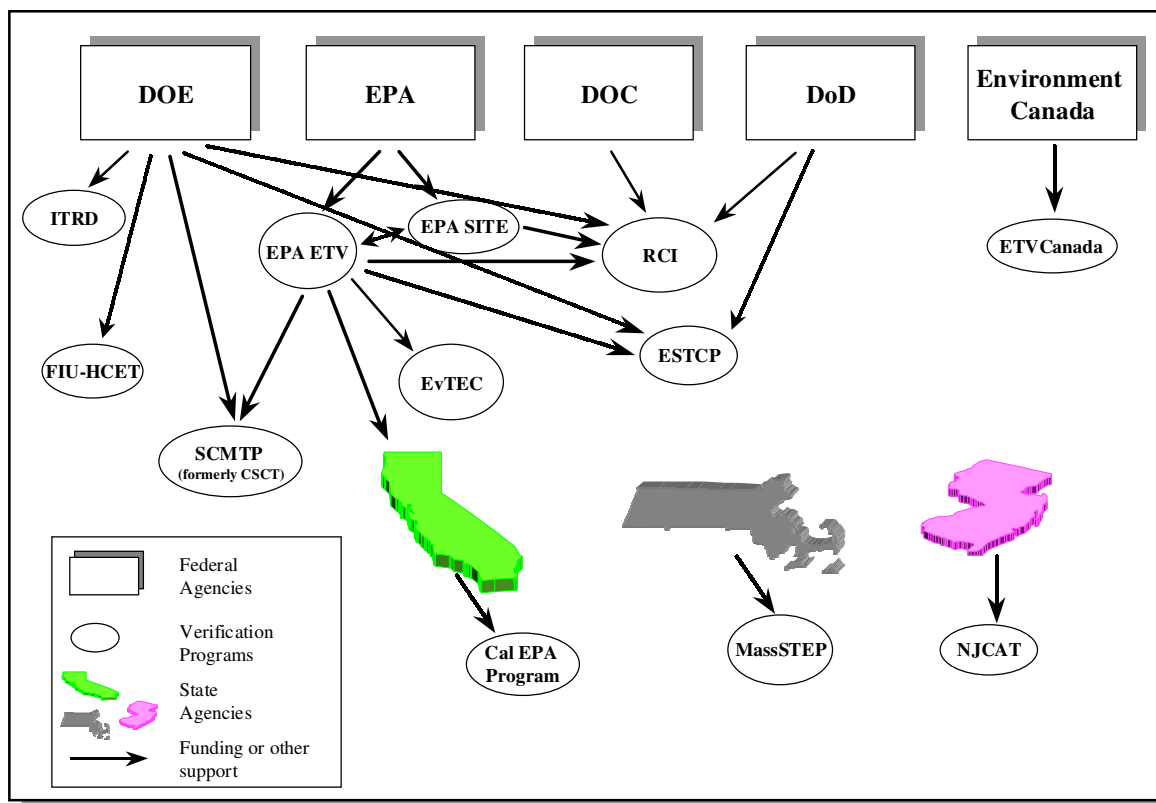 DOE
EPA
DOC
DoD
Environment
Canada
ITRD
EPA ETV
EPA SITE
RCI
ETVCanada
FIU-HCET
EvTEC
ESTCP
SCMTP
(formerly CSCT)
Cal EPA
Program
MassSTEP
NJCAT
Federal
Agencies
Verification
Programs
State
Agencies
Funding or other
support